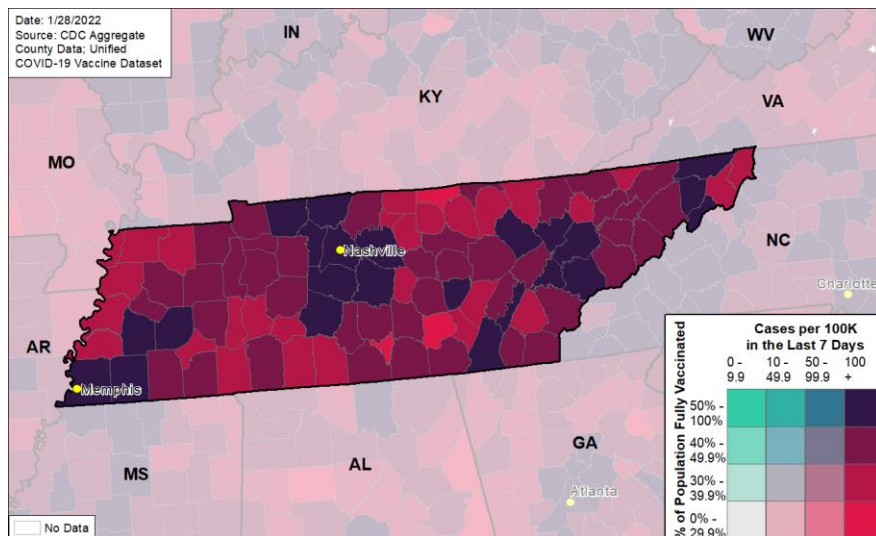 Date: 1/28/2022
Source: CDC Aggregate
County Data; Unified
COVID-19 Vaccine Dataset
IN
WV
KY
VA
MO
Nashville
NC
Charlotte
AR
Memphis
MS
AL
GA
Atlanta
No Data
Cases per 100K
in the Last 7 Days
0 - 10 - 50 - 100
9.9 49.9 99.9 +
% of Population Fully Vaccinated
50% -
100%
40% -
49.9%
30% -
39.9%
0% -
29.9%